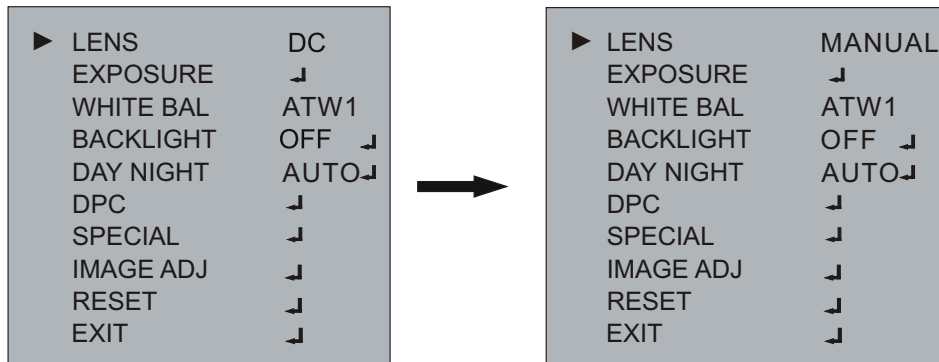 ► LENS DC
EXPOSURE ↲
WHITE BAL ATW1
BACKLIGHT OFF ↲
DAY NIGHT AUTO↲
DPC ↲
SPECIAL ↲
IMAGE ADJ ↲
RESET ↲
EXIT ↲
► LENS MANUAL
EXPOSURE ↲
WHITE BAL ATW1
BACKLIGHT OFF ↲
DAY NIGHT AUTO↲
DPC ↲
SPECIAL ↲
IMAGE ADJ ↲
RESET ↲
EXIT ↲